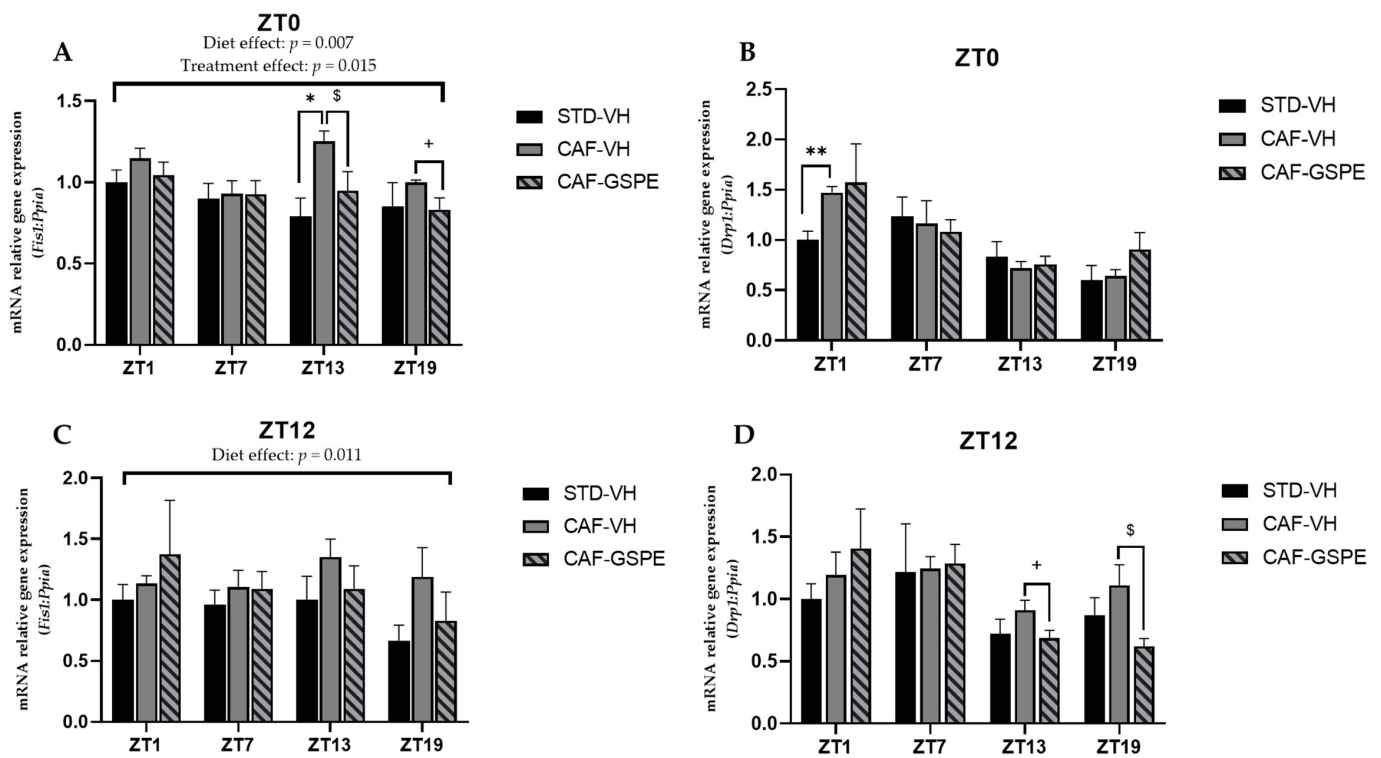 A
ZT0
Diet effect: p = 0.007
Treatment effect: p = 0.015
mRNA relative gene expression
(Fis1:Ppia)
1.5
1.0
0.5
0.0
* $
+
ZT1 ZT7 ZT13 ZT19
STD-VH
CAF-VH
CAF-GSPE
B
ZT0
mRNA relative gene expression
(Drp1:Ppia)
2.5
2.0
1.5
1.0
0.5
0.0
**
ZT1 ZT7 ZT13 ZT19
STD-VH
CAF-VH
CAF-GSPE
C
ZT12
Diet effect: p = 0.011
mRNA relative gene expression
(Fis1:Ppia)
2.0
1.5
1.0
0.5
0.0
ZT1 ZT7 ZT13 ZT19
STD-VH
CAF-VH
CAF-GSPE
D
ZT12
mRNA relative gene expression
(Drp1:Ppia)
2.0
1.5
1.0
0.5
0.0
+
$
ZT1 ZT7 ZT13 ZT19
STD-VH
CAF-VH
CAF-GSPE